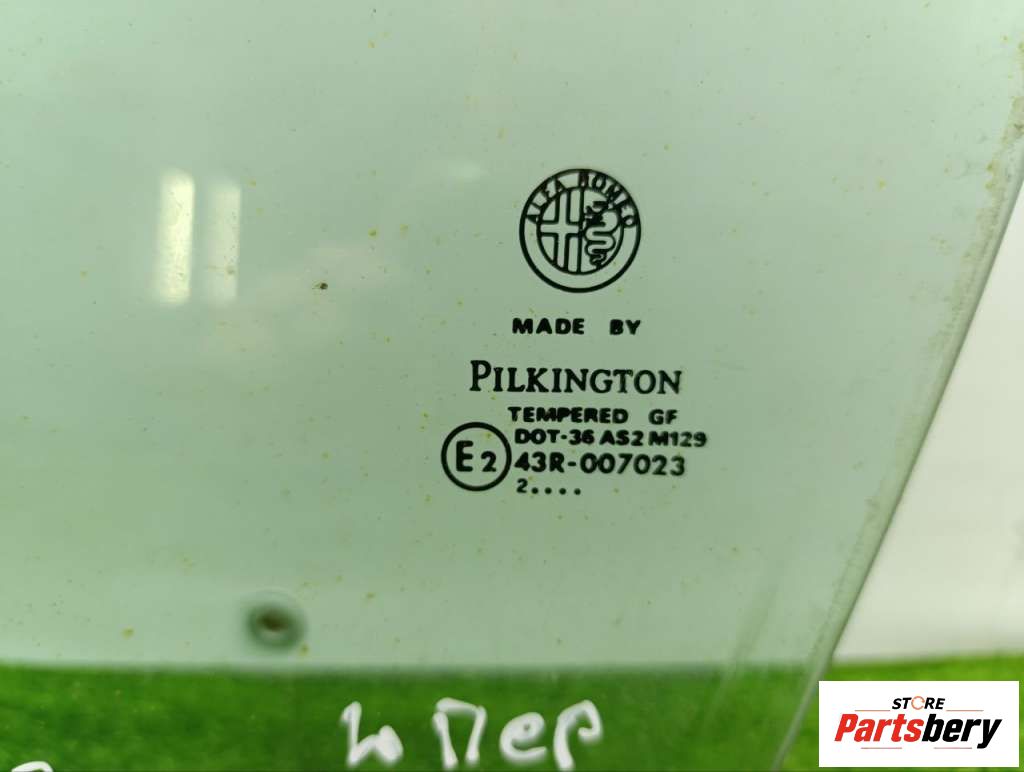 ALFA ROMEO
MADE BY
PILKINGTON
TEMPERED GF
DOT-36 AS2 M129
E2 43R-007023
2....
Пер
STORE
Partsbery